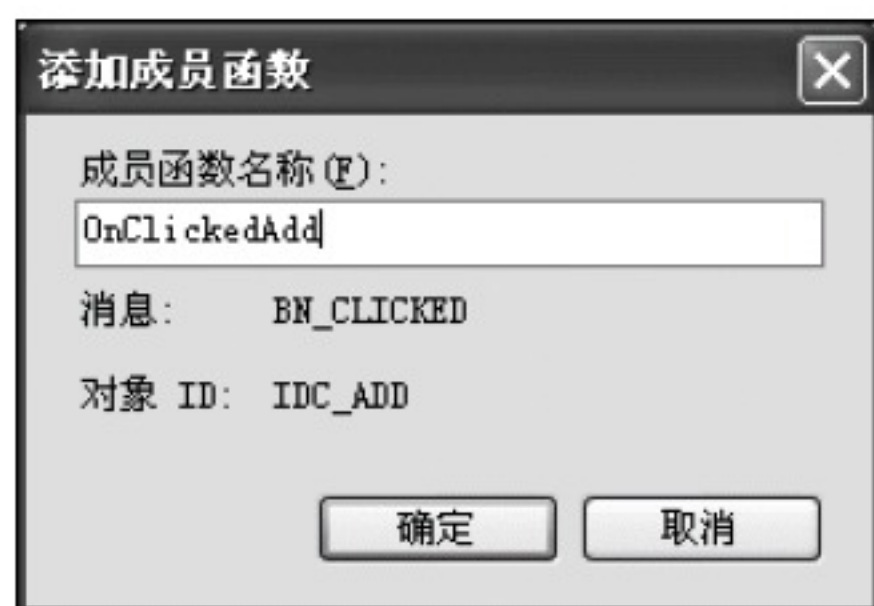 添加成员函数
成员函数名称(F):
OnClickedAdd
消息: BN_CLICKED
对象 ID: IDC_ADD
确定 取消